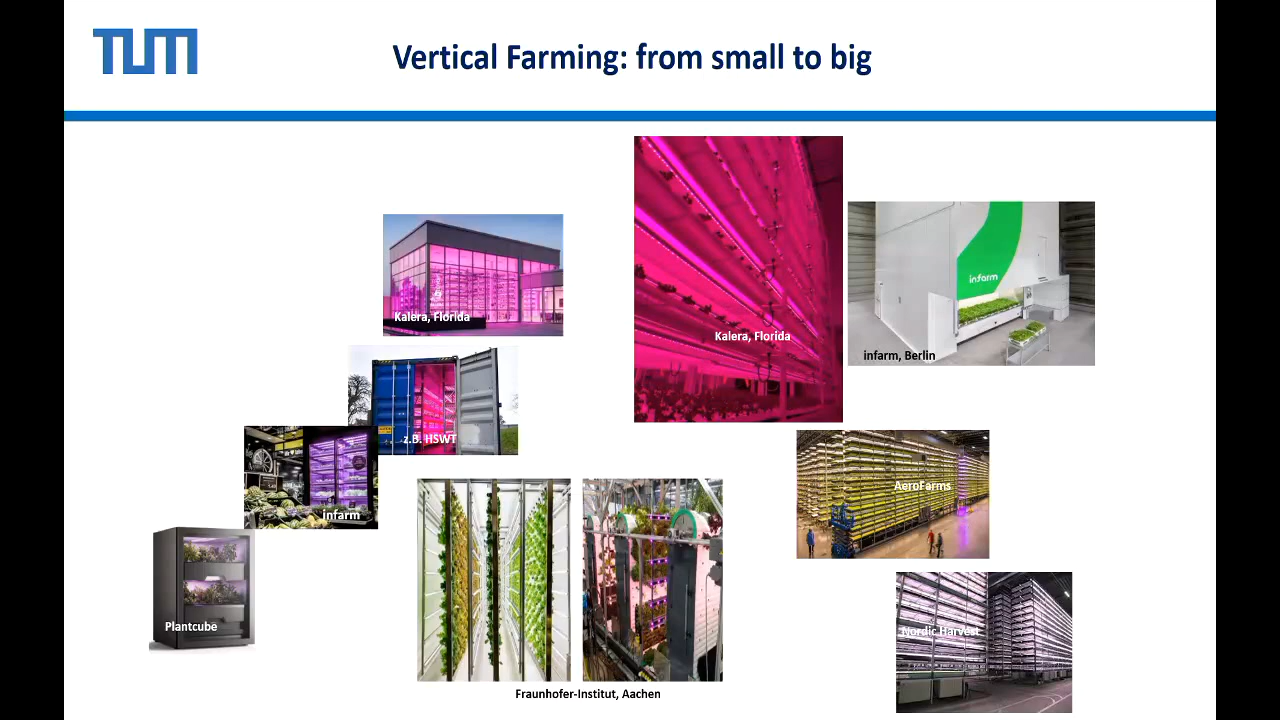 TUM
Vertical Farming: from small to big
Kalera, Florida
Kalera, Florida
infarm
infarm, Berlin
z.B. HSWT
infarm
AeroFarms
Plantcube
Nordic Harvest
Fraunhofer-Institut, Aachen